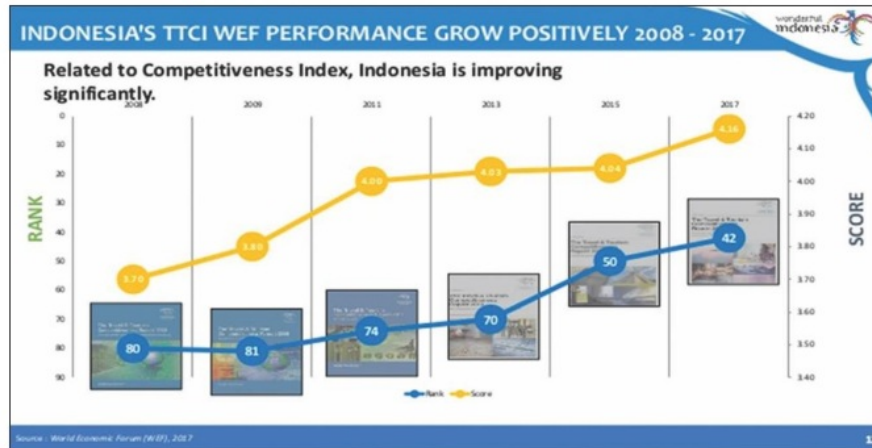 INDONESIA'S TTCI WEF PERFORMANCE GROW POSITIVELY 2008 - 2017
wonderful
indonesia
Related to Competitiveness Index, Indonesia is improving
significantly.
2008 2009 2011 2013 2015 2017
0 4.20
10 4.10
20 4.00
30 3.90
40 3.80
50 3.70
60 3.60
70 3.50
80
90 3.40
RANK
SCORE
3.70 3.80 4.00 4.03 4.04 4.16
80 81 74 70 50 42
The Travel & Tourism
Rank Score
Source : World Economic Forum (WEF), 2017
1